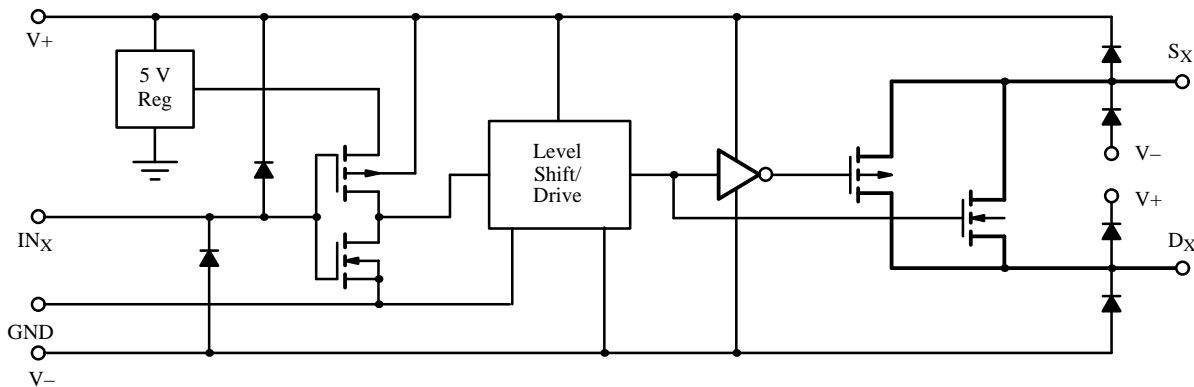 V+
5 V
Reg
Level
Shift/
Drive
SX
V–
V+
INX
DX
GND
V–